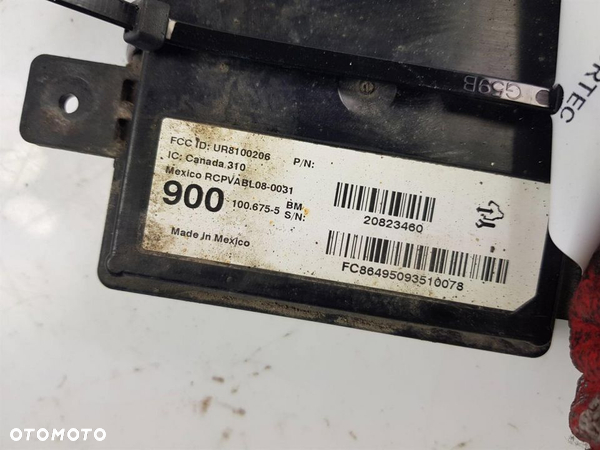 G59B
RTEC
FCC ID: UR8100206 P/N:
IC: Canada 310
Mexico RCPVABL08-0031
900 100.675-5 BM
S/N:
20823460
Made in Mexico
FC86495093510078
OTOMOTO